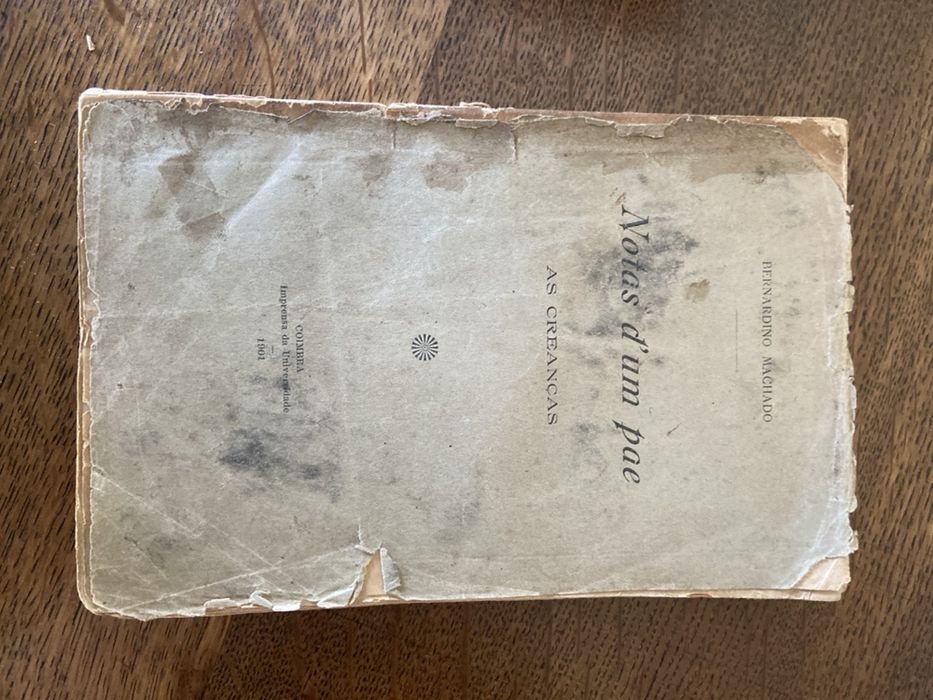 BERNARDINO MACHADO
Notas d'um pae
AS CREANÇAS
COIMBRA
Imprensa da Universidade
1901